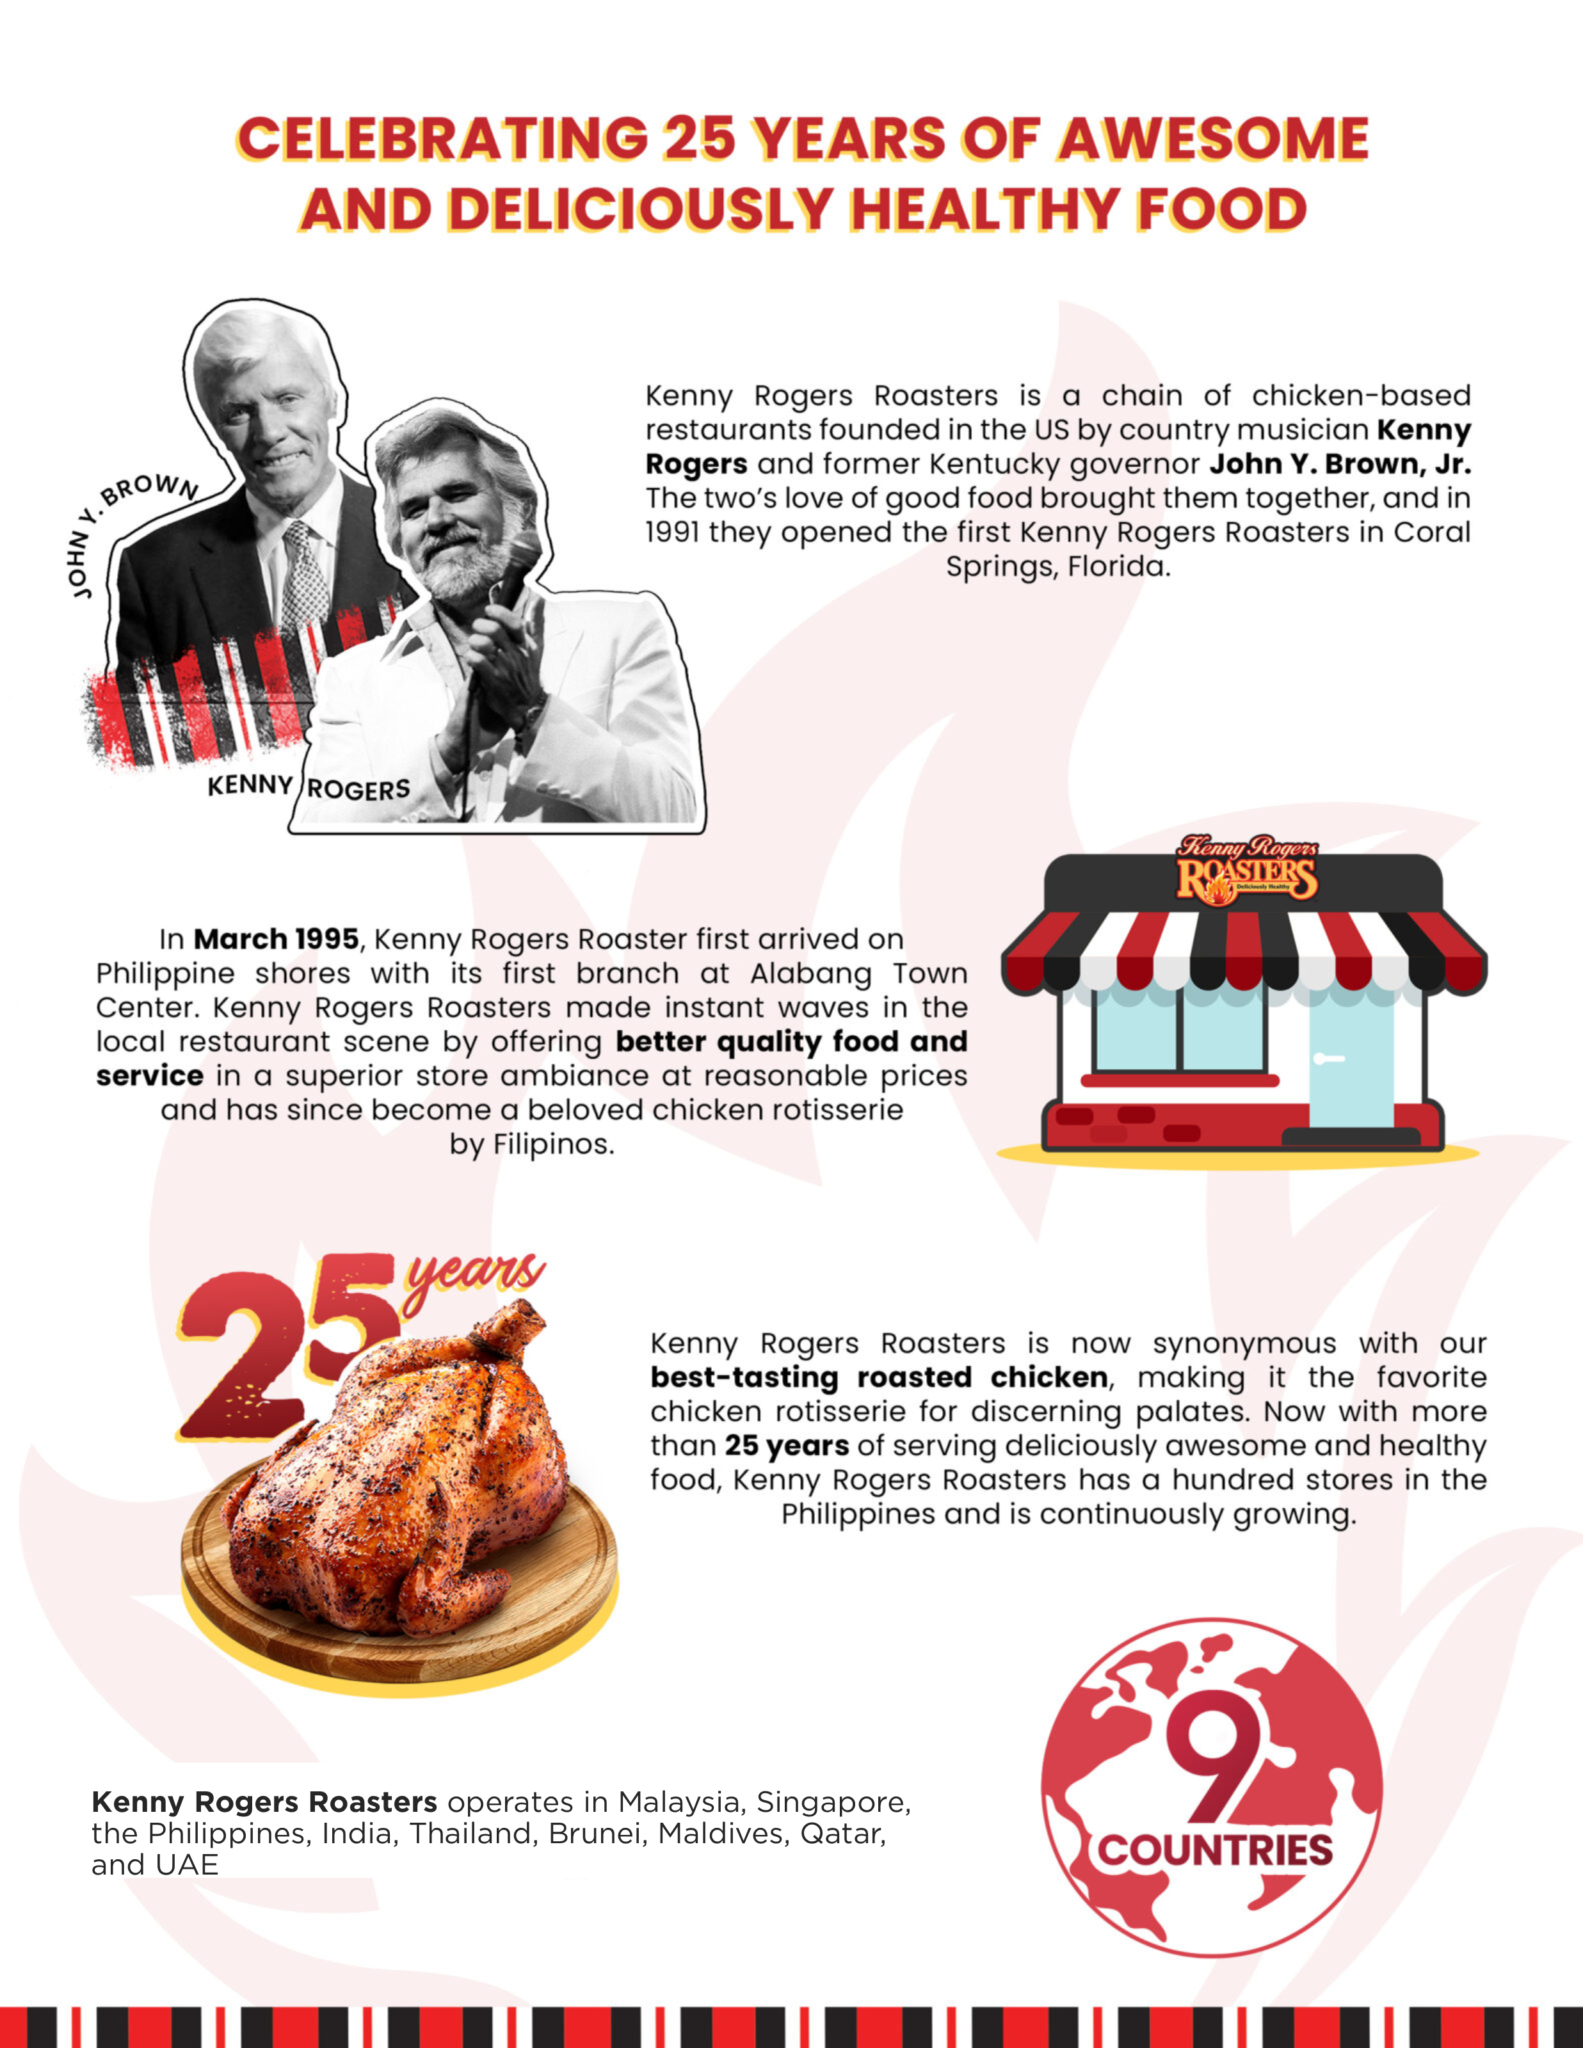 CELEBRATING 25 YEARS OF AWESOME
AND DELICIOUSLY HEALTHY FOOD
JOHN Y. BROWN
KENNY ROGERS
Kenny Rogers Roasters is a chain of chicken-based
restaurants founded in the US by country musician Kenny
Rogers and former Kentucky governor John Y. Brown, Jr.
The two's love of good food brought them together, and in
1991 they opened the first Kenny Rogers Roasters in Coral
Springs, Florida.
Kenny Rogers
ROASTERS
Deliciously Healthy
In March 1995, Kenny Rogers Roaster first arrived on
Philippine shores with its first branch at Alabang Town
Center. Kenny Rogers Roasters made instant waves in the
local restaurant scene by offering better quality food and
service in a superior store ambiance at reasonable prices
and has since become a beloved chicken rotisserie
by Filipinos.
25 years
Kenny Rogers Roasters is now synonymous with our
best-tasting roasted chicken, making it the favorite
chicken rotisserie for discerning palates. Now with more
than 25 years of serving deliciously awesome and healthy
food, Kenny Rogers Roasters has a hundred stores in the
Philippines and is continuously growing.
9
COUNTRIES
Kenny Rogers Roasters operates in Malaysia, Singapore,
the Philippines, India, Thailand, Brunei, Maldives, Qatar,
and UAE